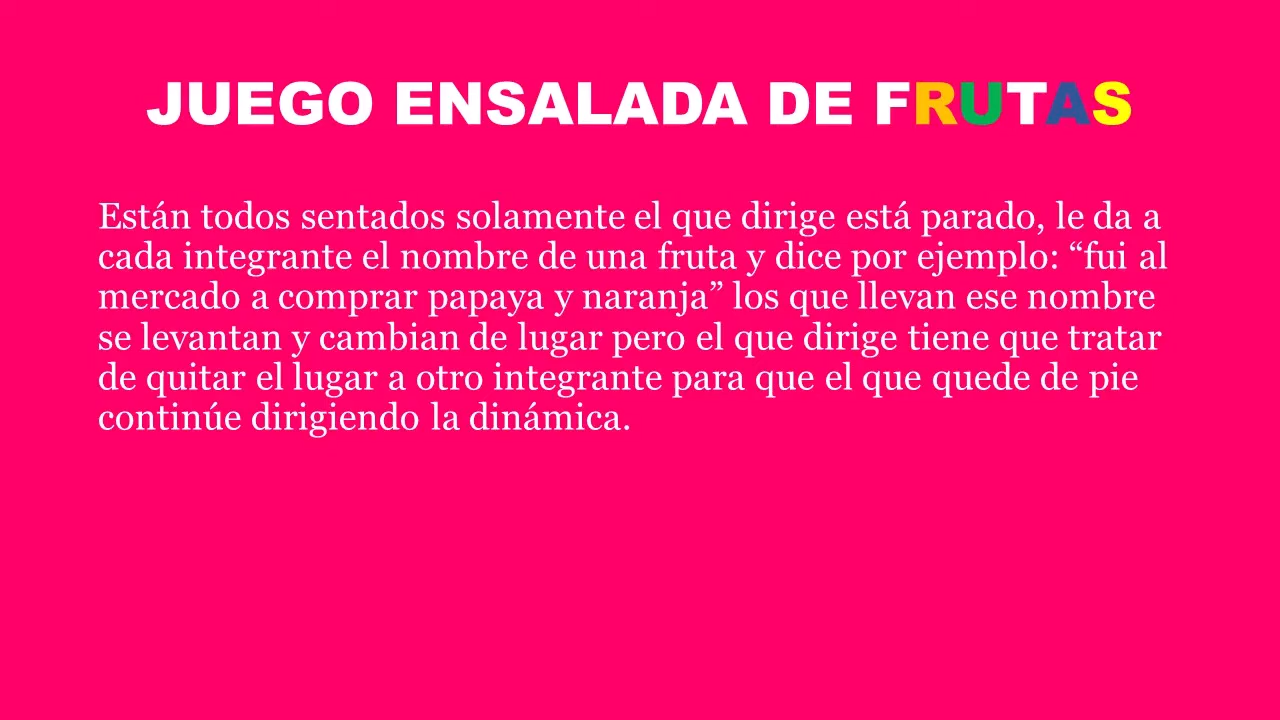 JUEGO ENSALADA DE FRUTAS
Están todos sentados solamente el que dirige está parado, le da a
cada integrante el nombre de una fruta y dice por ejemplo: “fui al
mercado a comprar papaya y naranja” los que llevan ese nombre
se levantan y cambian de lugar pero el que dirige tiene que tratar
de quitar el lugar a otro integrante para que el que quede de pie
continúe dirigiendo la dinámica.